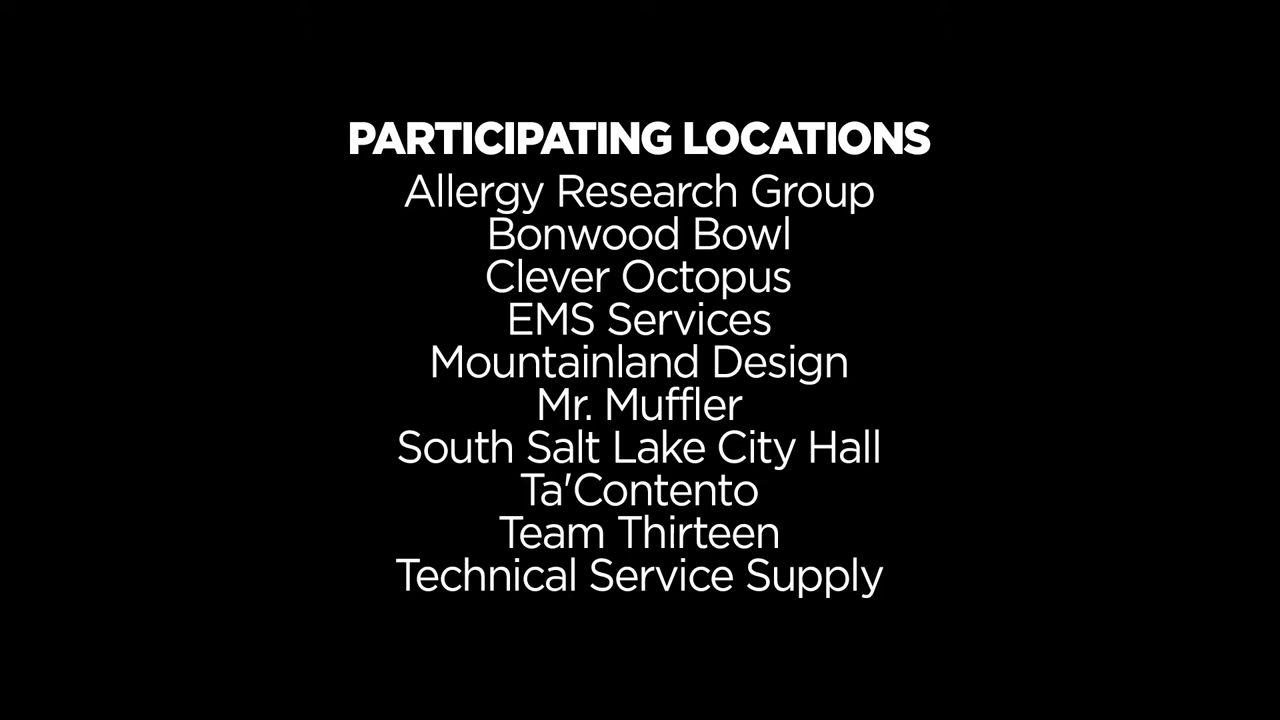 PARTICIPATING LOCATIONS
Allergy Research Group
Bonwood Bowl
Clever Octopus
EMS Services
Mountainland Design
Mr. Muffler
South Salt Lake City Hall
Ta'Contento
Team Thirteen
Technical Service Supply